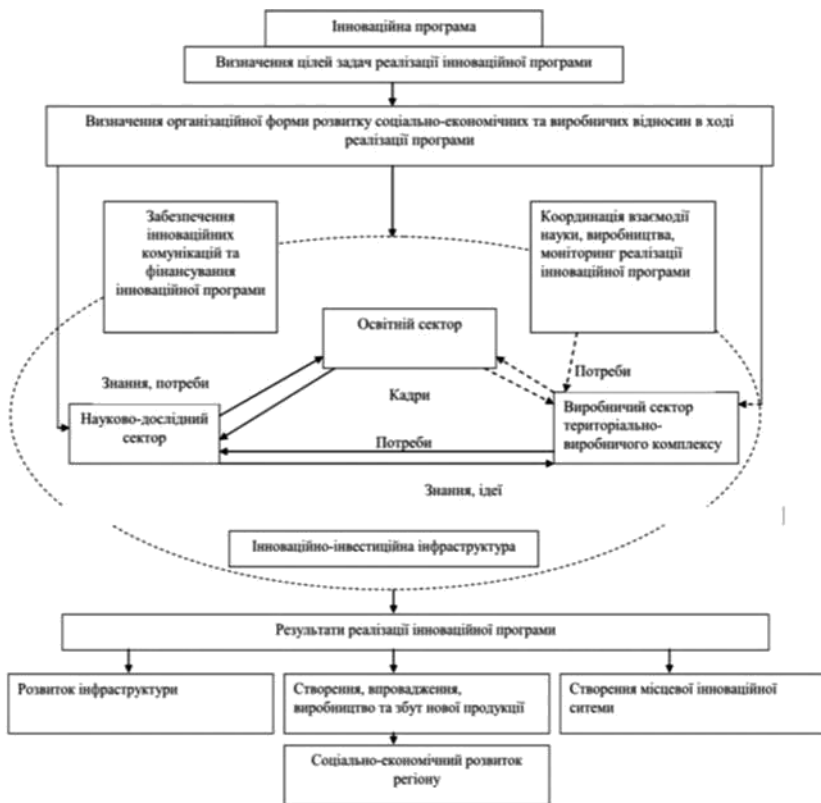 Інноваційна програма
Визначення цілей задач реалізації інноваційної програми
Визначення організаційної форми розвитку соціально-економічних та виробничих відносин в ході
реалізації програми
Забезпечення
інноваційних
комунікацій та
фінансування
інноваційної програми
Координація взаємодії
науки, виробництва,
моніторинг реалізації
інноваційної програми
Освітній сектор
Знання, потреби
Потреби
Кадри
Науково-дослідний
сектор
Виробничий сектор
територіально-
виробничого комплексу
Потреби
Знання, ідеї
Інноваційно-інвестиційна інфраструктура
Результати реалізації інноваційної програми
Розвиток інфраструктури
Створення, впровадження,
виробництво та збут нової продукції
Створення місцевої інноваційної
ситеми
Соціально-економічний розвиток
регіону